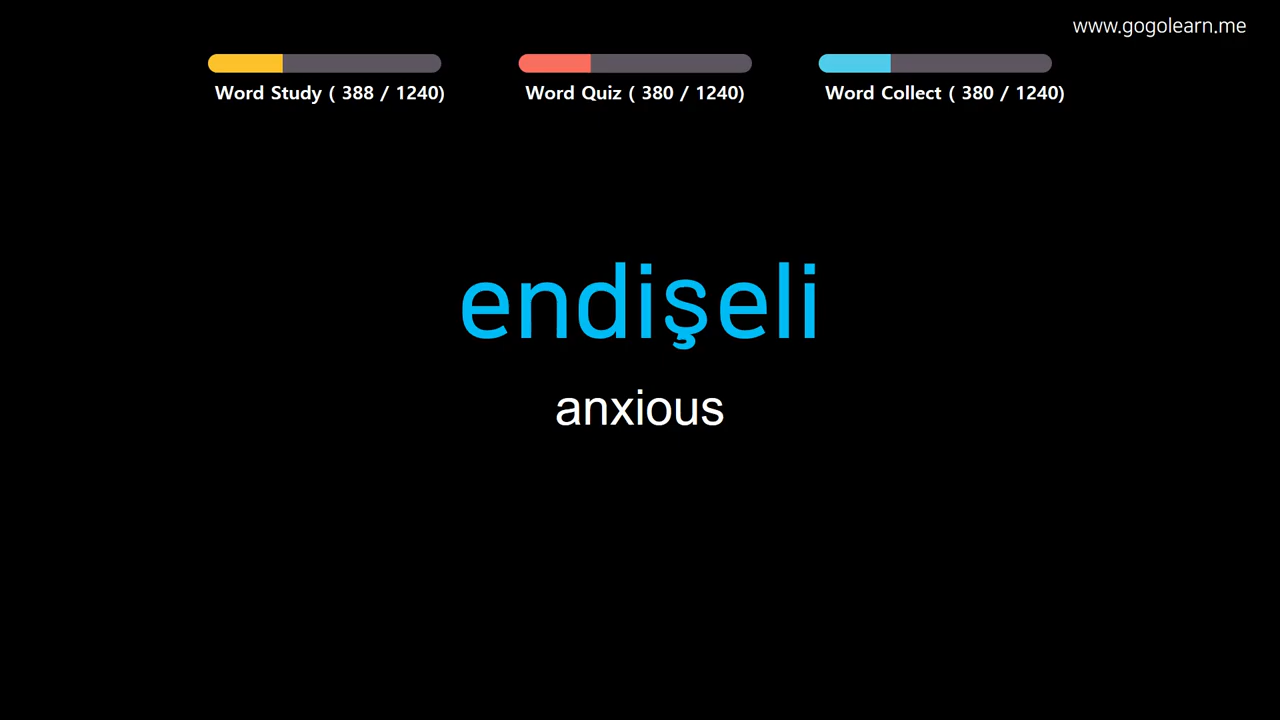 www.gogolearn.me
Word Study ( 388 / 1240)
Word Quiz ( 380 / 1240)
Word Collect ( 380 / 1240)
endişeli
anxious